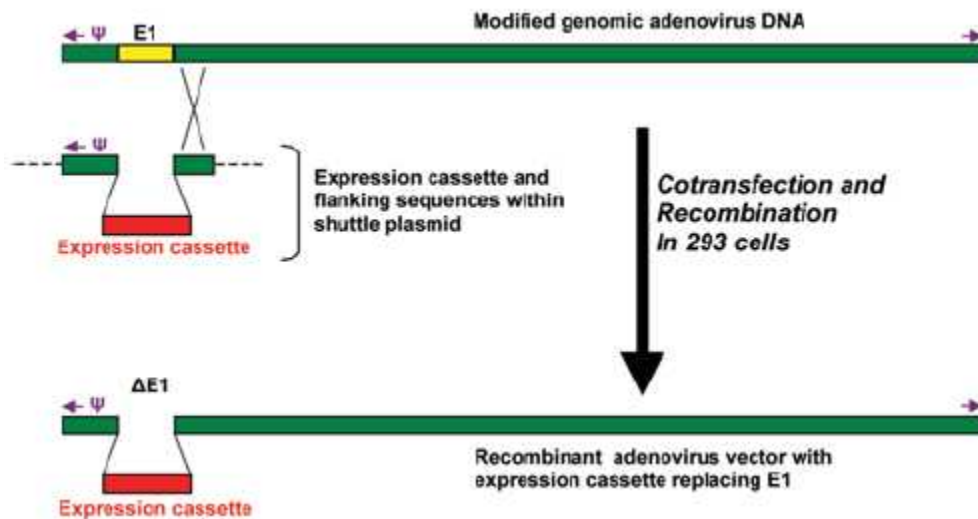 Modified genomic adenovirus DNA
Ψ E1
Ψ
Expression cassette and
flanking sequences within
shuttle plasmid
Expression cassette
Cotransfection and
Recombination
In 293 cells
ΔE1
Ψ
Recombinant adenovirus vector with
expression cassette replacing E1
Expression cassette